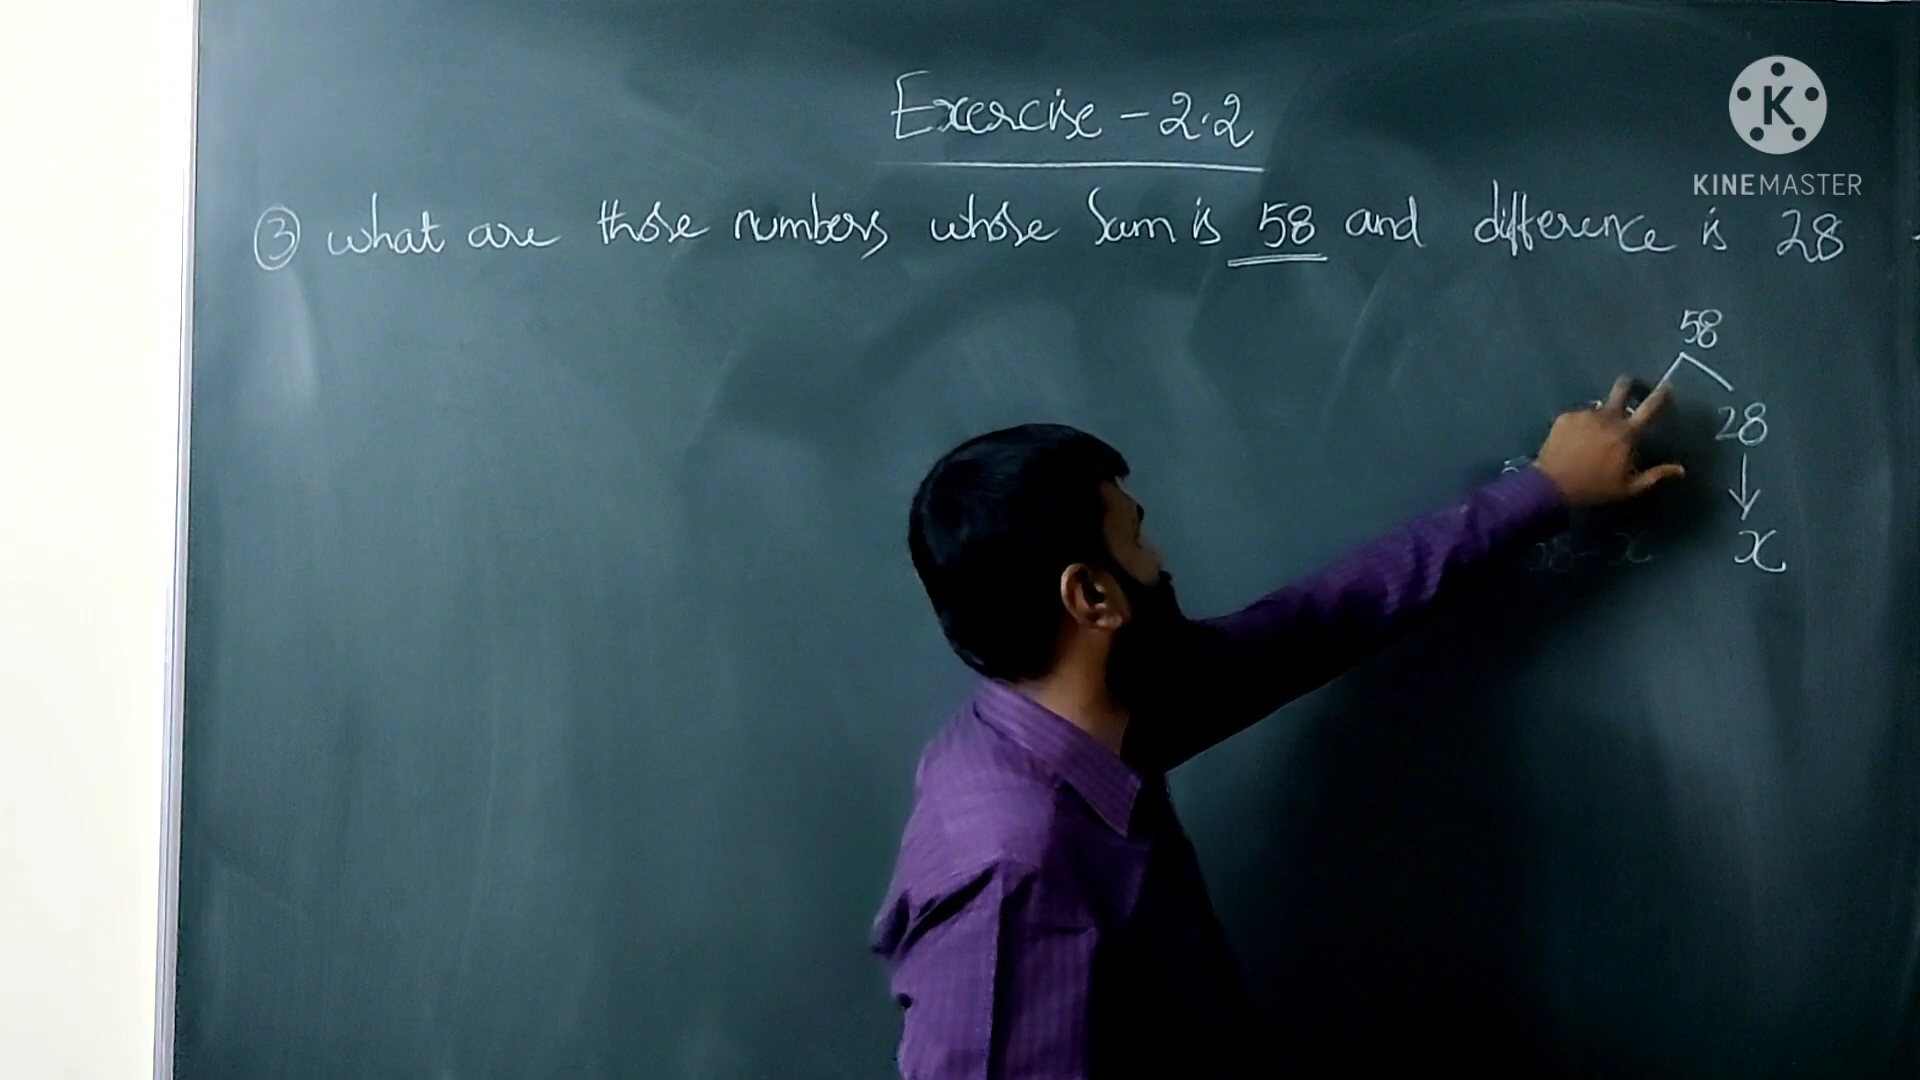 Exercise - 2.2
③ what are those numbers whose Sum is 58 and difference is 28
58
28
58-x
x
K
KINEMASTER